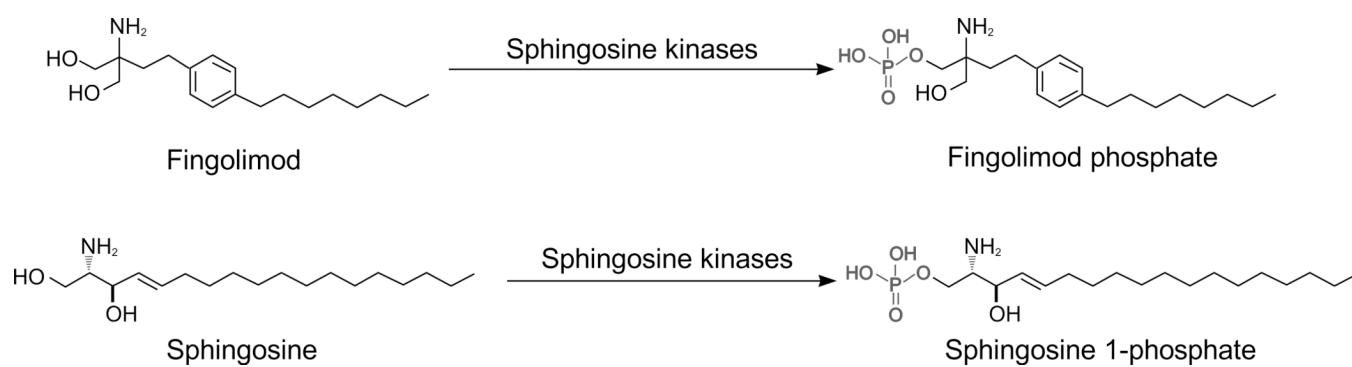 NH2
HO
HO
Fingolimod
Sphingosine kinases
OH
HO
P
O
O
NH2
HO
Fingolimod phosphate
NH2
HO
OH
Sphingosine
Sphingosine kinases
OH
HO
P
O
O
NH2
OH
Sphingosine 1-phosphate